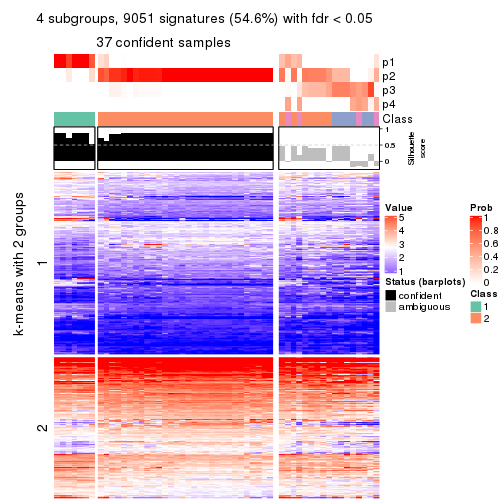 4 subgroups, 9051 signatures (54.6%) with fdr < 0.05
37 confident samples
p1
p2
p3
p4
Class
1
0.5
0
Silhouette
score
k-means with 2 groups
1
2
Value
5
4
3
2
1
Status (barplots)
confident
ambiguous
Prob
1
0.8
0.6
0.4
0.2
0
Class
1
2